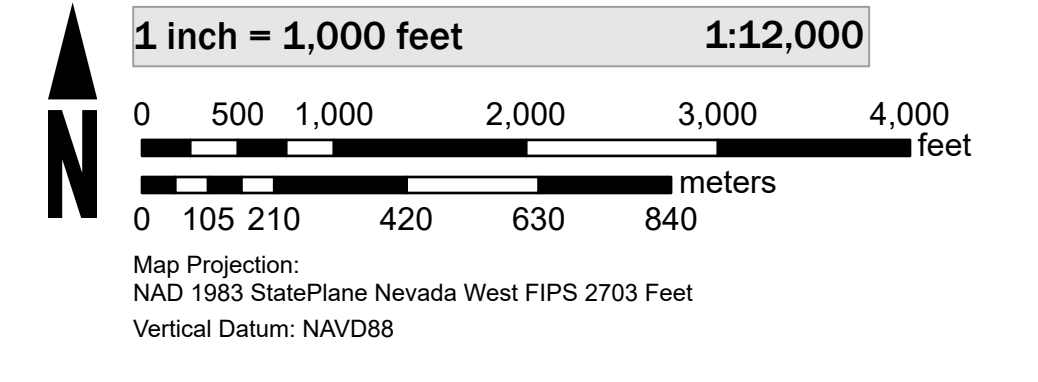 1 inch = 1,000 feet 1:12,000
0 500 1,000 2,000 3,000 4,000
feet
meters
0 105 210 420 630 840
N
Map Projection:
NAD 1983 StatePlane Nevada West FIPS 2703 Feet
Vertical Datum: NAVD88